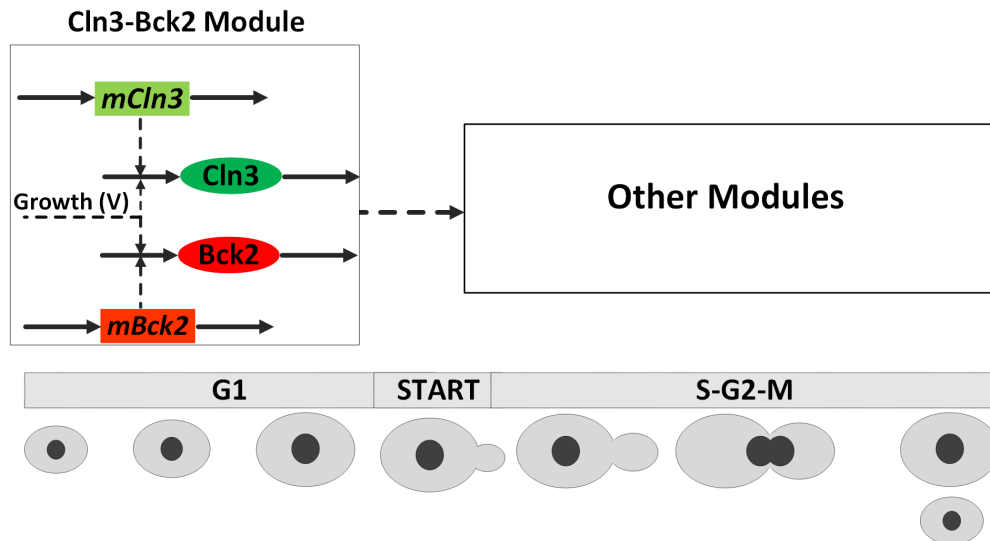 Cln3-Bck2 Module
mCln3
Cln3
Growth (V)
Other Modules
Bck2
mBck2
G1
START
S-G2-M